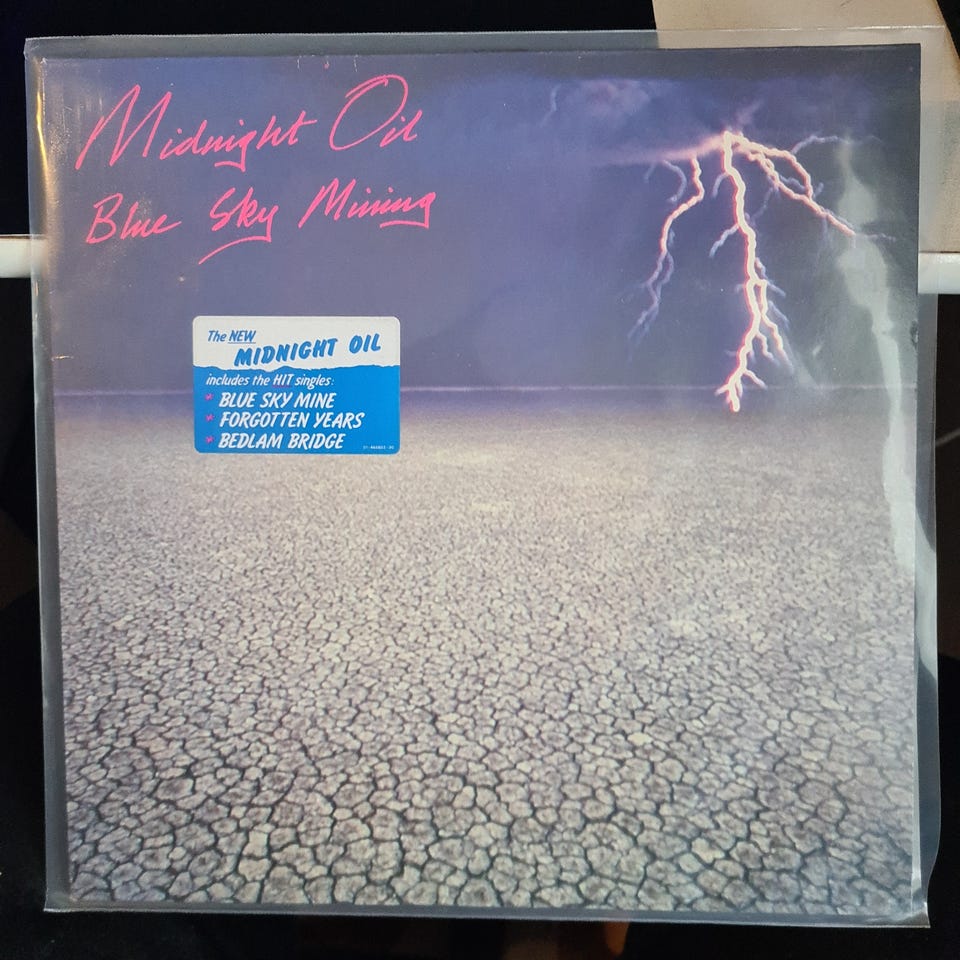 Midnight Oil
Blue Sky Mining
The NEW
MIDNIGHT OIL
includes the HIT singles:
* BLUE SKY MINE
* FORGOTTEN YEARS
* BEDLAM BRIDGE